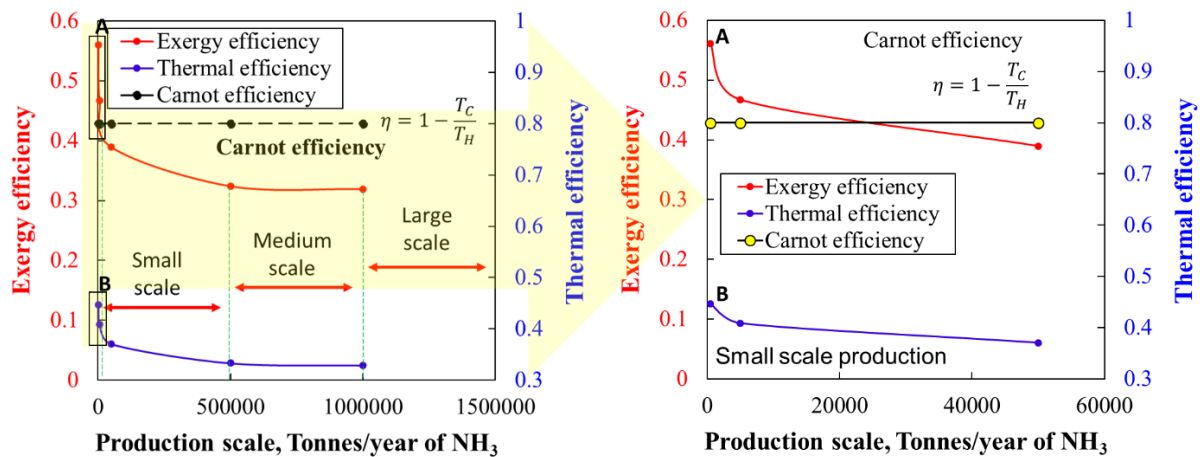 0.6
0.5
0.4
0.3
0.2
0.1
0
Exergy efficiency
A
Exergy efficiency
Thermal efficiency
Carnot efficiency
η = 1 − T_C/T_H
Carnot efficiency
Large
scale
Medium
scale
Small
scale
B
1
0.9
0.8
0.7
0.6
0.5
0.4
0.3
Thermal efficiency
0
500000
1000000
1500000
Production scale, Tonnes/year of NH₃
0.6
0.5
0.4
0.3
0.2
0.1
0
Exergy efficiency
A
Carnot efficiency
η = 1 − T_C/T_H
Exergy efficiency
Thermal efficiency
Carnot efficiency
B
Small scale production
1
0.9
0.8
0.7
0.6
0.5
0.4
0.3
Thermal efficiency
0
20000
40000
60000
Production scale, Tonnes/year of NH₃